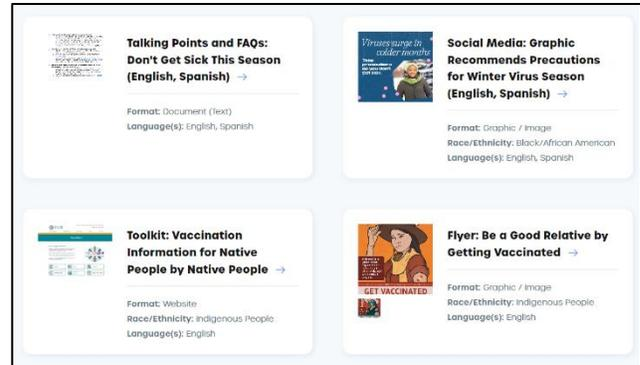 Talking Points and FAQs:
Don't Get Sick This Season
(English, Spanish) →
Format: Document (Text)
Language(s): English, Spanish
Viruses surge in
colder months
Social Media: Graphic
Recommends Precautions
for Winter Virus Season
(English, Spanish) →
Format: Graphic / Image
Race/Ethnicity: Black/African American
Language(s): English, Spanish
Toolkit: Vaccination
Information for Native
People by Native People →
Format: Website
Race/Ethnicity: Indigenous People
Language(s): English
GET VACCINATED
Flyer: Be a Good Relative by
Getting Vaccinated →
Format: Graphic / Image
Race/Ethnicity: Indigenous People
Language(s): English